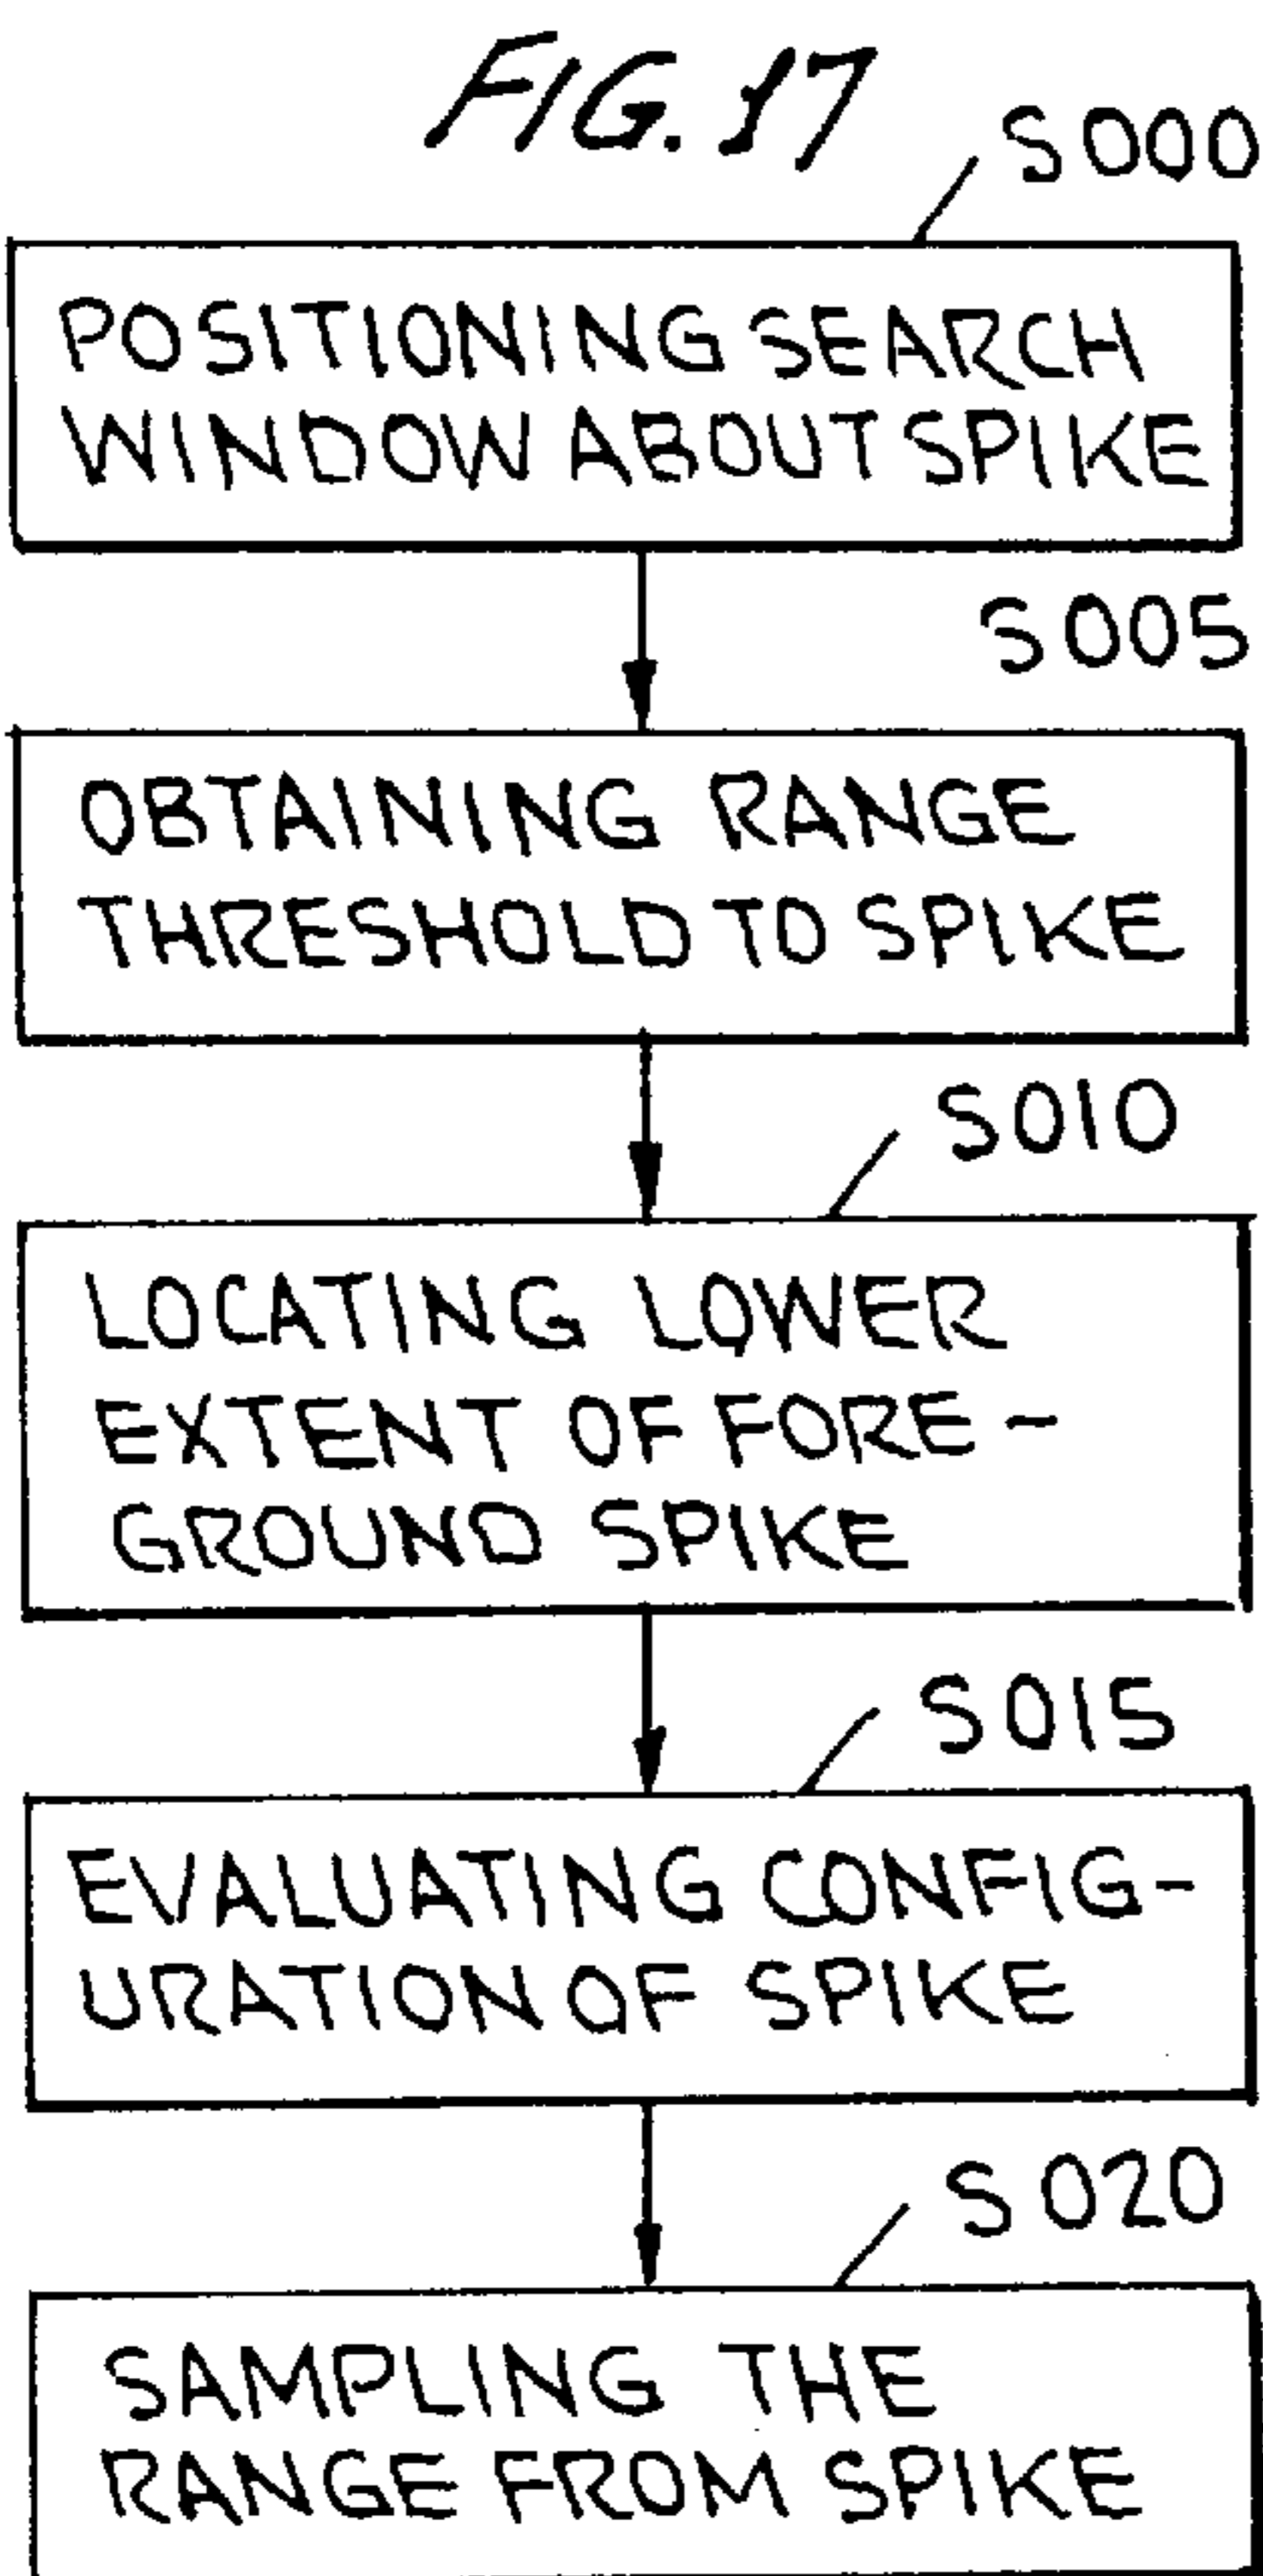 FIG. 17
S000
POSITIONING SEARCH
WINDOW ABOUT SPIKE
S005
OBTAINING RANGE
THRESHOLD TO SPIKE
S010
LOCATING LOWER
EXTENT OF FORE-
GROUND SPIKE
S015
EVALUATING CONFIG-
URATION OF SPIKE
S020
SAMPLING THE
RANGE FROM SPIKE